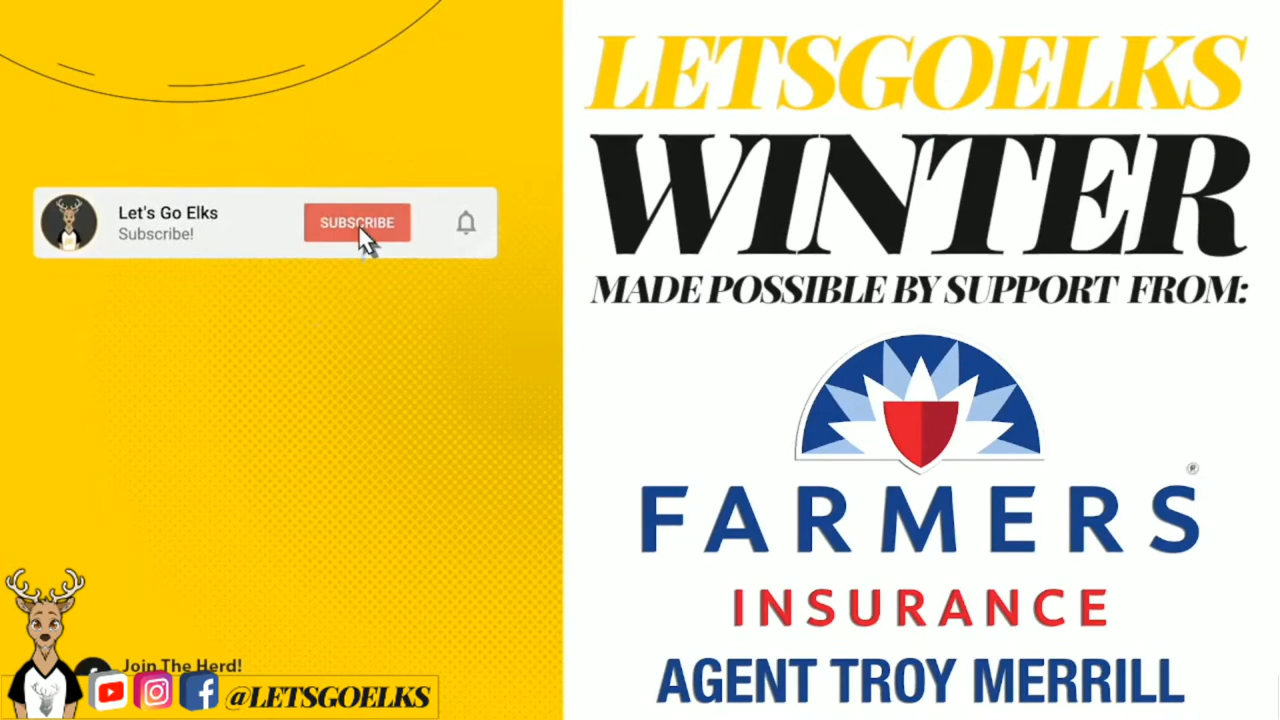 Let's Go Elks
Subscribe!
SUBSCRIBE
Join The Herd!
@LETSGOELKS
LETSGOELKS
WINTER
MADE POSSIBLE BY SUPPORT FROM:
FARMERS®
INSURANCE
AGENT TROY MERRILL